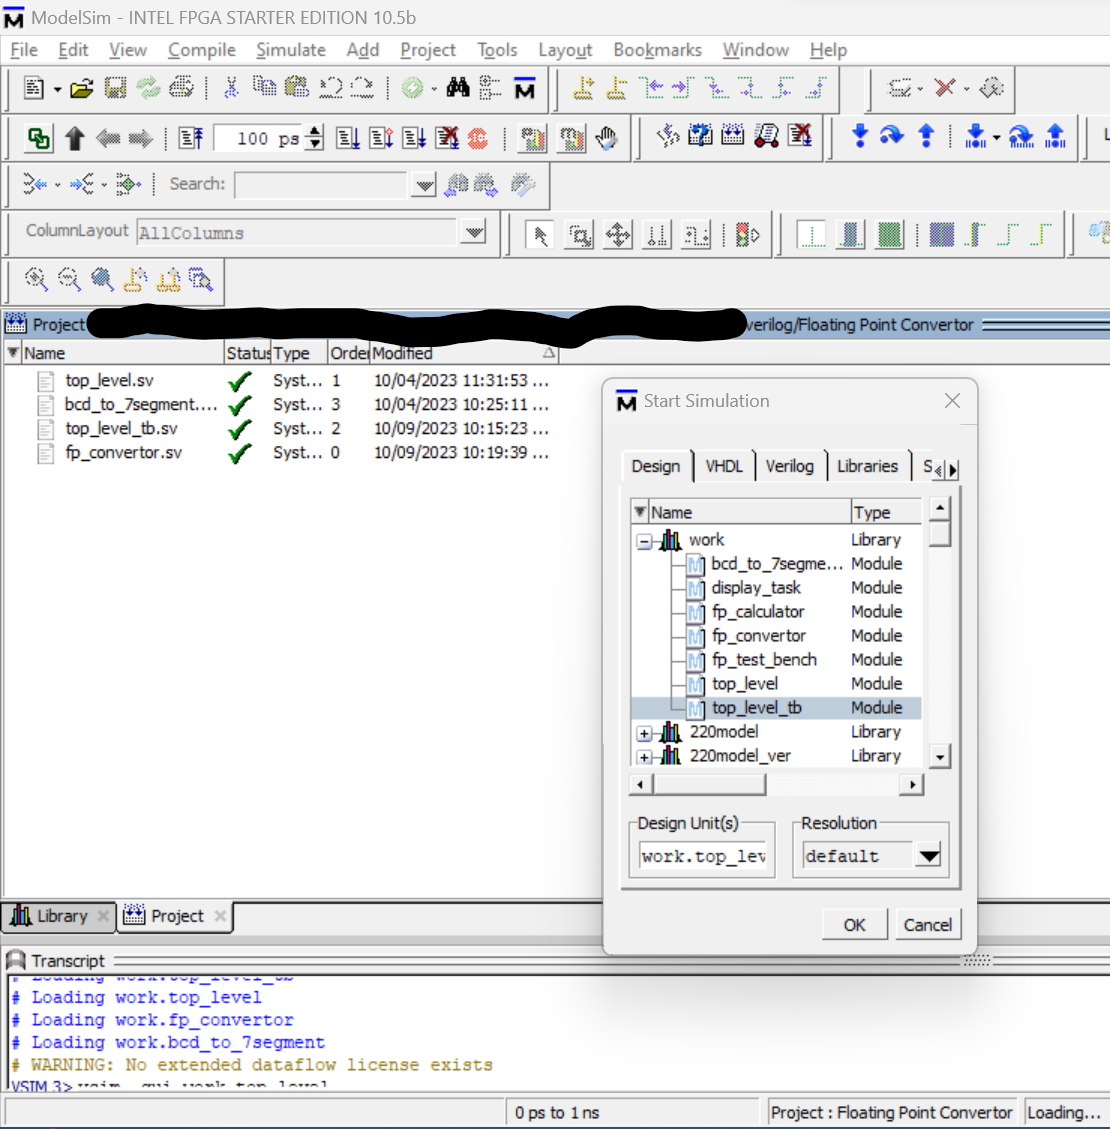 ModelSim - INTEL FPGA STARTER EDITION 10.5b
File Edit View Compile Simulate Add Project Tools Layout Bookmarks Window Help
100 ps
Search:
ColumnLayout AllColumns
Project verilog/Floating Point Convertor
Name Status Type Order Modified
top_level.sv Syst... 1 10/04/2023 11:31:53 ...
bcd_to_7segment.... Syst... 3 10/04/2023 10:25:11 ...
top_level_tb.sv Syst... 2 10/09/2023 10:15:23 ...
fp_convertor.sv Syst... 0 10/09/2023 10:19:39 ...
Start Simulation
Design VHDL Verilog Libraries S
Name Type
work Library
bcd_to_7segme... Module
display_task Module
fp_calculator Module
fp_convertor Module
fp_test_bench Module
top_level Module
top_level_tb Module
220model Library
220model_ver Library
Design Unit(s) Resolution
work.top_lev default
OK Cancel
Library Project
Transcript
# Loading work.top_level_tb
# Loading work.top_level
# Loading work.fp_convertor
# Loading work.bcd_to_7segment
# WARNING: No extended dataflow license exists
VSIM 3> vsim -gui work.top_level
0 ps to 1 ns Project : Floating Point Convertor Loading...